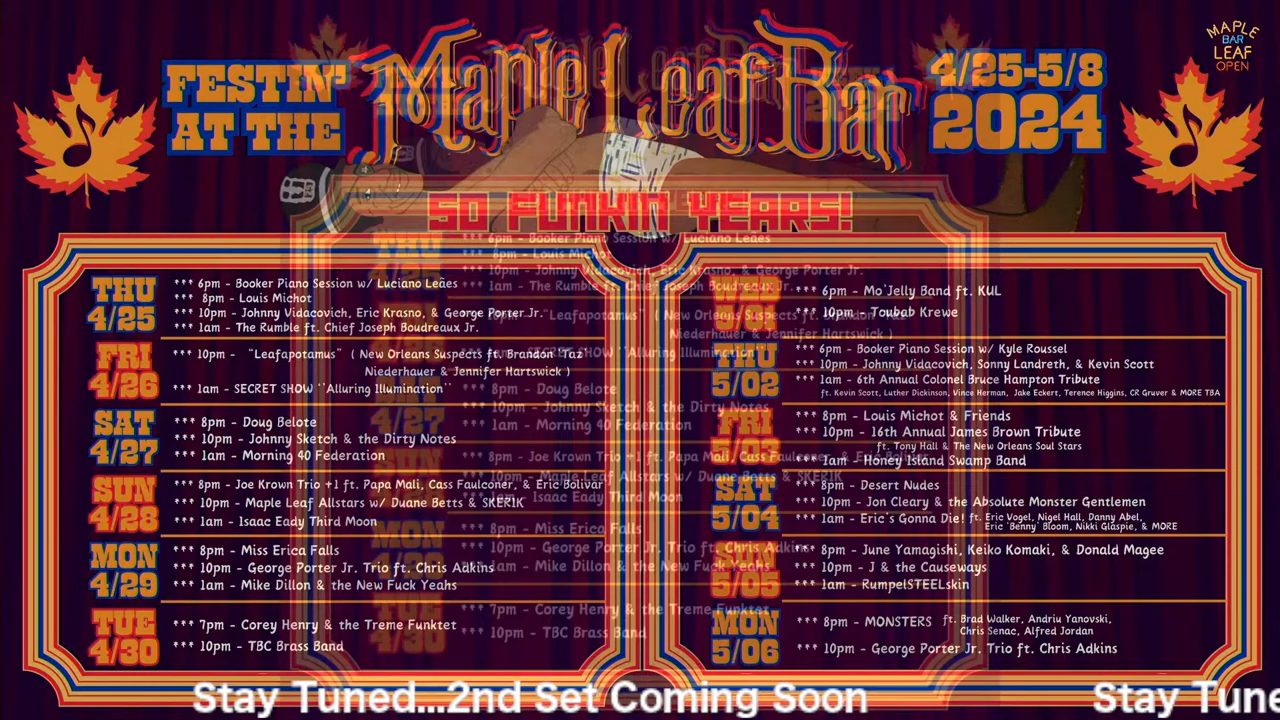 FESTIN' AT THE
Maple Leaf Bar
4/25-5/8 2024
MAPLE BAR LEAF OPEN
50 FUNKIN YEARS!
THU 4/25
*** 6pm - Booker Piano Session w/ Luciano Leães
*** 8pm - Louis Michot
*** 10pm - Johnny Vidacovich, Eric Krasno, & George Porter Jr.
*** 1am - The Rumble ft. Chief Joseph Boudreaux Jr.
FRI 4/26
*** 10pm - "Leafapotamus" ( New Orleans Suspects ft. Brandon "Taz"
Niederhauer & Jennifer Hartswick )
*** 1am - SECRET SHOW ''Alluring Illumination''
SAT 4/27
*** 8pm - Doug Belote
*** 10pm - Johnny Sketch & the Dirty Notes
*** 1am - Morning 40 Federation
SUN 4/28
*** 8pm - Joe Krown Trio +1 ft. Papa Mali, Cass Faulconer, & Eric Bolivar
*** 10pm - Maple Leaf Allstars w/ Duane Betts & SKER1K
*** 1am - Isaac Eady Third Moon
MON 4/29
*** 8pm - Miss Erica Falls
*** 10pm - George Porter Jr. Trio ft. Chris Adkins
*** 1am - Mike Dillon & the New Fuck Yeahs
TUE 4/30
*** 7pm - Corey Henry & the Treme Funktet
*** 10pm - TBC Brass Band
WED 5/01
*** 6pm - Mo'Jelly Band ft. KUL
*** 10pm - Toubab Krewe
THU 5/02
*** 6pm - Booker Piano Session w/ Kyle Roussel
*** 10pm - Johnny Vidacovich, Sonny Landreth, & Kevin Scott
*** 1am - 6th Annual Colonel Bruce Hampton Tribute
ft. Kevin Scott, Luther Dickinson, Vince Herman, Jake Eckert, Terence Higgins, CR Gruver & MORE TBA
FRI 5/03
*** 8pm - Louis Michot & Friends
*** 10pm - 16th Annual James Brown Tribute
ft. Tony Hall & The New Orleans Soul Stars
*** 1am - Honey Island Swamp Band
SAT 5/04
*** 8pm - Desert Nudes
*** 10pm - Jon Cleary & the Absolute Monster Gentlemen
*** 1am - Eric's Gonna Die! ft. Eric Vogel, Nigel Hall, Danny Abel,
Eric 'Benny' Bloom, Nikki Glaspie, & MORE
SUN 5/05
*** 8pm - June Yamagishi, Keiko Komaki, & Donald Magee
*** 10pm - J & the Causeways
*** 1am - RumpelSTEELskin
MON 5/06
*** 8pm - MONSTERS ft. Brad Walker, Andriu Yanovski,
Chris Senac, Alfred Jordan
*** 10pm - George Porter Jr. Trio ft. Chris Adkins
Stay Tuned...2nd Set Coming Soon
Stay Tune